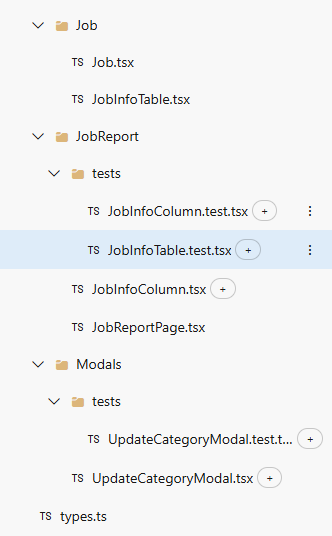 Job
TS Job.tsx
TS JobInfoTable.tsx
JobReport
tests
TS JobInfoColumn.test.tsx +
TS JobInfoTable.test.tsx +
TS JobInfoColumn.tsx +
TS JobReportPage.tsx
Modals
tests
TS UpdateCategoryModal.test.t... +
TS UpdateCategoryModal.tsx +
TS types.ts